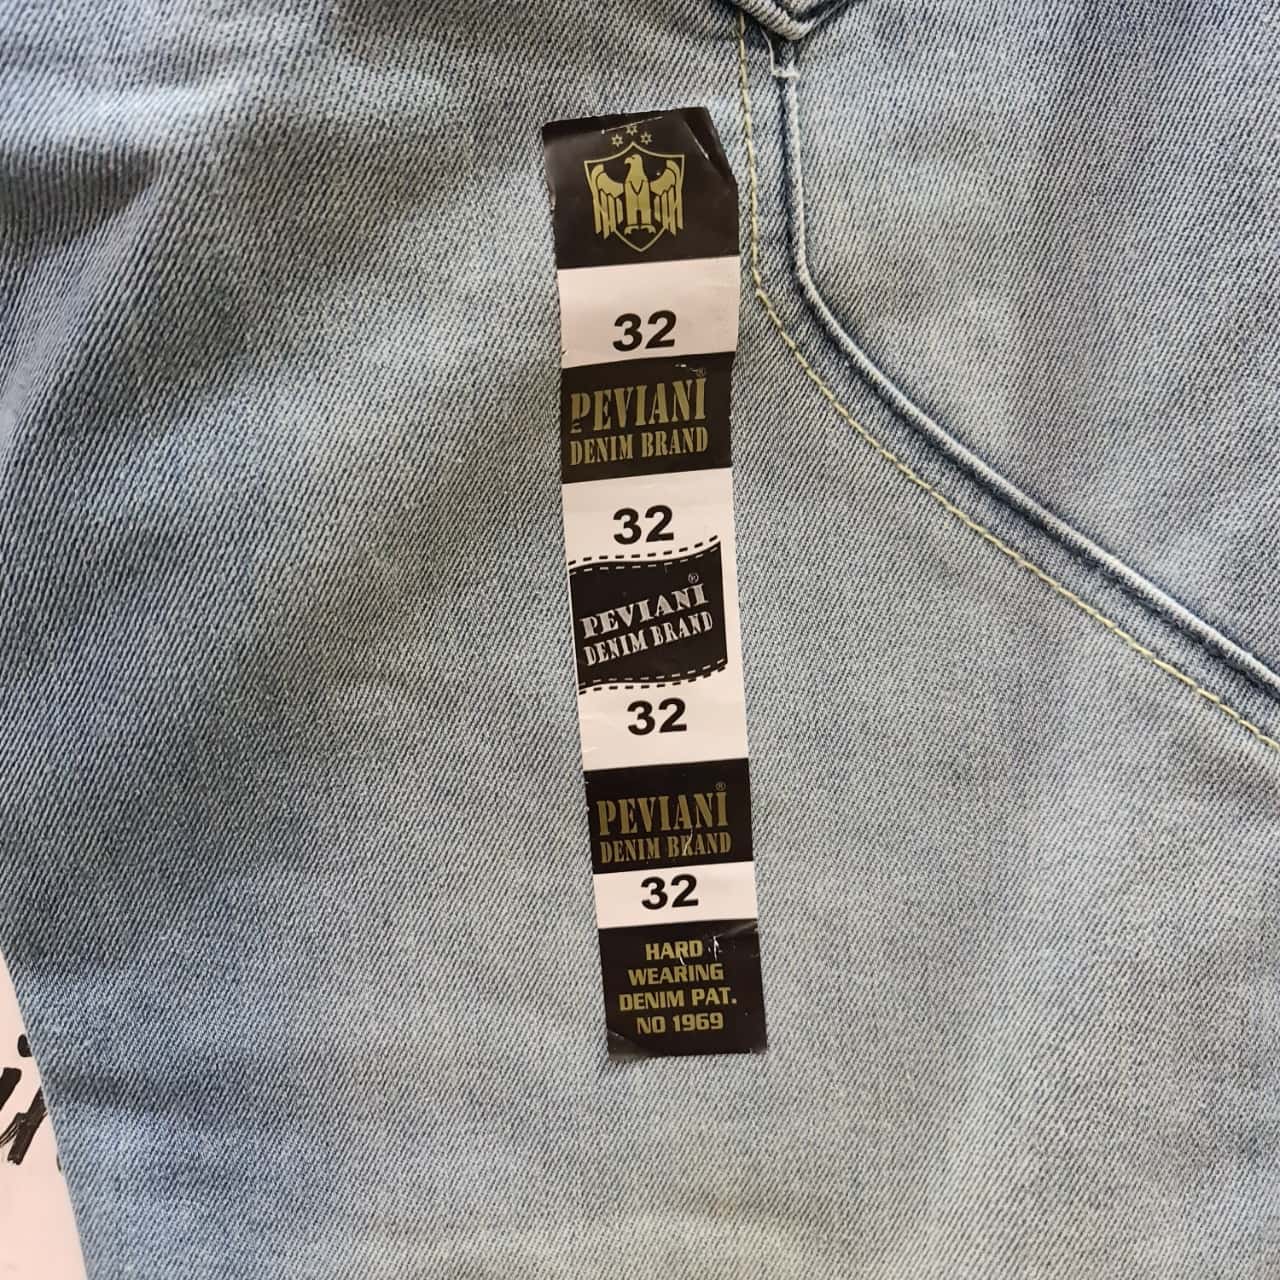 32
PEVIANI®
DENIM BRAND
32
PEVIANI®
DENIM BRAND
32
PEVIANI®
DENIM BRAND
32
HARD
WEARING
DENIM PAT.
NO 1969